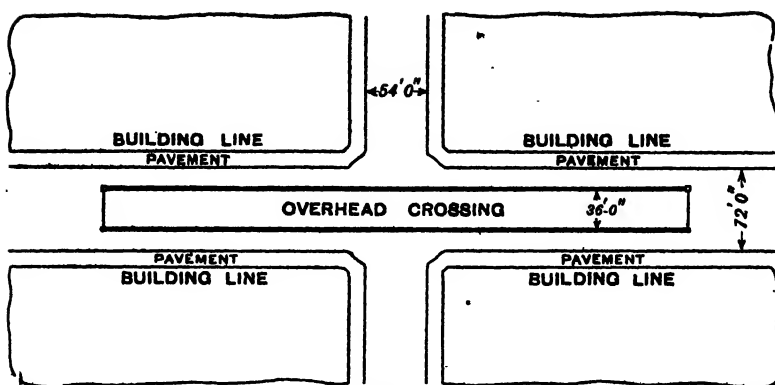 54'0"
BUILDING LINE
BUILDING LINE
PAVEMENT
PAVEMENT
OVERHEAD CROSSING
36'-0"
72'0"
PAVEMENT
PAVEMENT
BUILDING LINE
BUILDING LINE